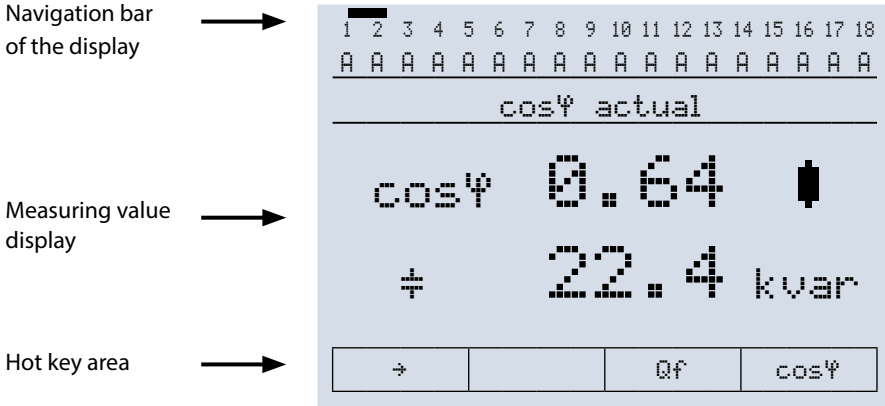 Navigation bar
of the display
1 2 3 4 5 6 7 8 9 10 11 12 13 14 15 16 17 18
A A A A A A A A A A A A A A A A A A
cosφ actual
Measuring value
display
cosφ 0.64
22.4 kvar
Hot key area
→ Qf cosφ